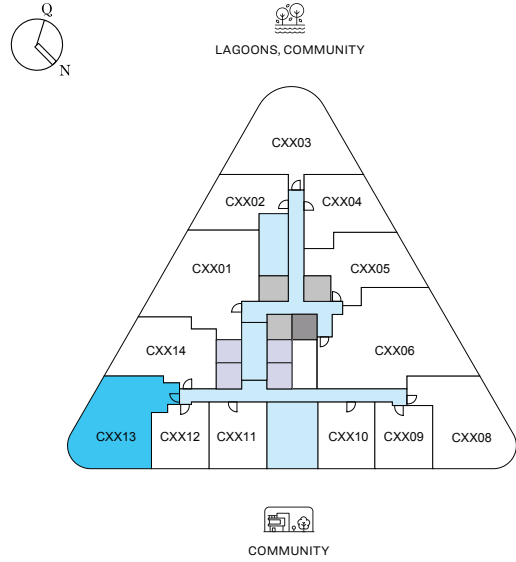 Q
N
LAGOONS, COMMUNITY
CXX03
CXX02
CXX04
CXX01
CXX05
CXX14
CXX06
CXX13
CXX12
CXX11
CXX10
CXX09
CXX08
COMMUNITY